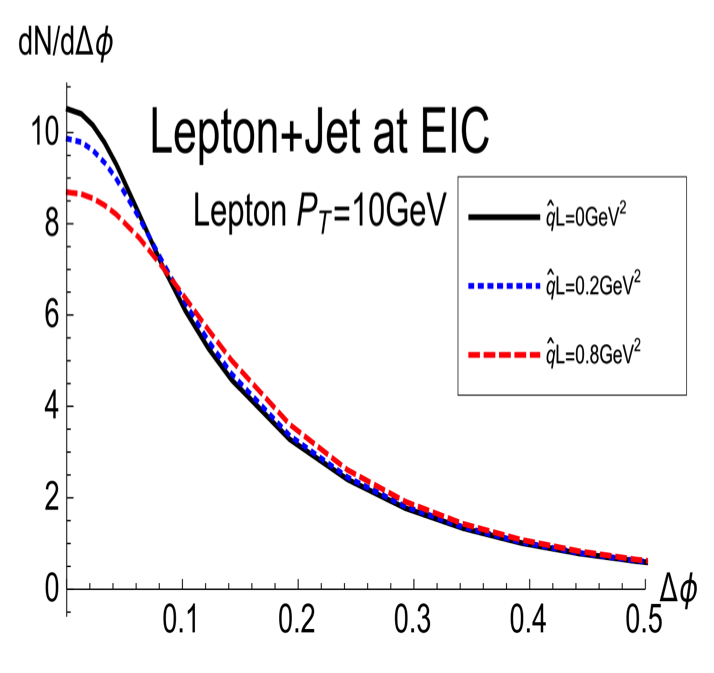 dN/dΔϕ
Lepton+Jet at EIC
Lepton P_T=10GeV
q̂L=0GeV²
q̂L=0.2GeV²
q̂L=0.8GeV²
10
8
6
4
2
0
0.1 0.2 0.3 0.4 0.5
Δϕ